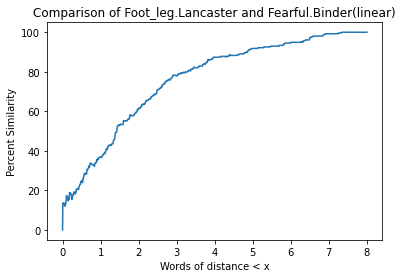 Comparison of Foot_leg.Lancaster and Fearful.Binder(linear)
100
80
60
40
20
0
Percent Similarity
0 1 2 3 4 5 6 7 8
Words of distance < x